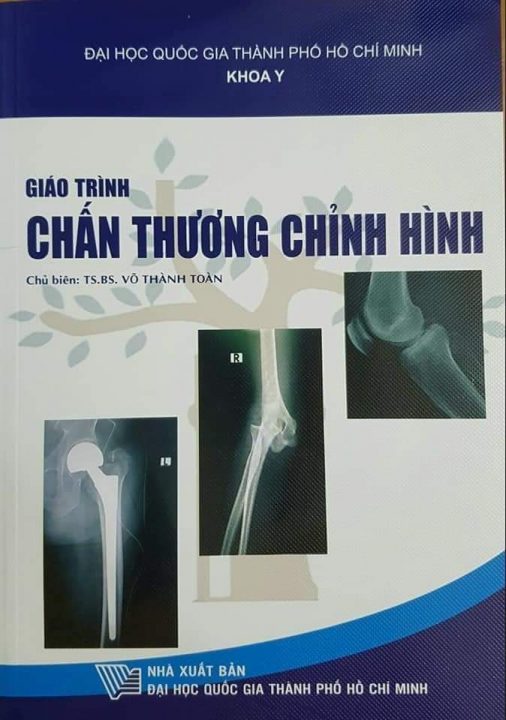 ĐẠI HỌC QUỐC GIA THÀNH PHỐ HỒ CHÍ MINH
KHOA Y
GIÁO TRÌNH
CHẤN THƯƠNG CHỈNH HÌNH
Chủ biên: TS.BS. VÕ THÀNH TOÀN
R
L
NHÀ XUẤT BẢN
ĐẠI HỌC QUỐC GIA THÀNH PHỐ HỒ CHÍ MINH